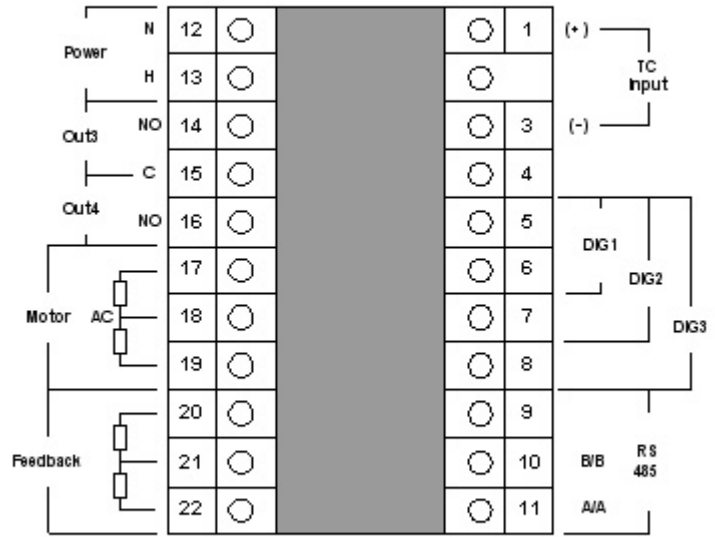 N 12 1 (+)
Power
H 13
TC
Input
NO 14 3 (-)
Out3
C 15 4
Out4
NO 16 5
DIG1
17 6
DIG2
Motor AC 18 7
DIG3
19 8
20 9
Feedback 21 10 B/B RS
485
22 11 A/A